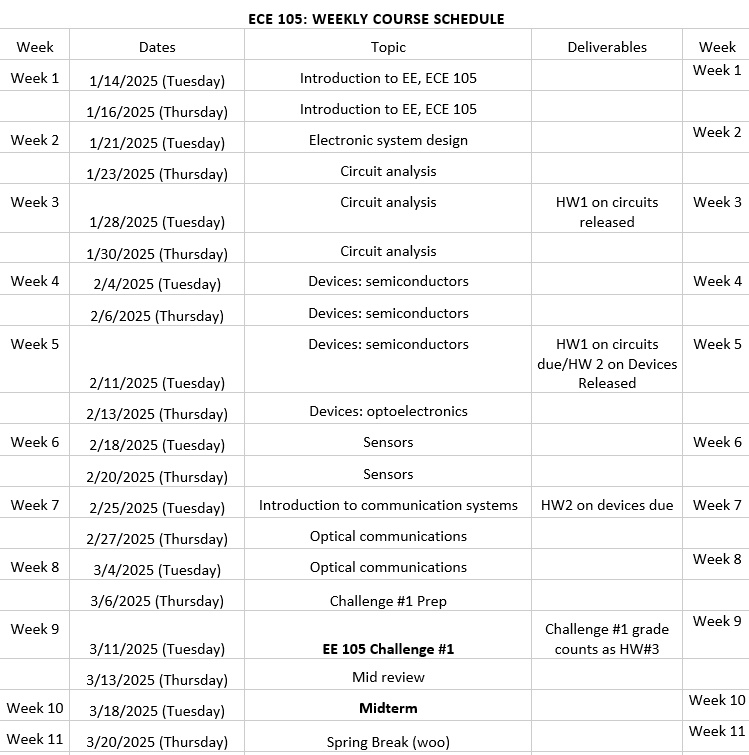 ECE 105: WEEKLY COURSE SCHEDULE
Week Dates Topic Deliverables Week
Week 1 1/14/2025 (Tuesday) Introduction to EE, ECE 105 Week 1
1/16/2025 (Thursday) Introduction to EE, ECE 105
Week 2 1/21/2025 (Tuesday) Electronic system design Week 2
1/23/2025 (Thursday) Circuit analysis
Week 3 1/28/2025 (Tuesday) Circuit analysis HW1 on circuits released Week 3
1/30/2025 (Thursday) Circuit analysis
Week 4 2/4/2025 (Tuesday) Devices: semiconductors Week 4
2/6/2025 (Thursday) Devices: semiconductors
Week 5 2/11/2025 (Tuesday) Devices: semiconductors HW1 on circuits due/HW 2 on Devices Released Week 5
2/13/2025 (Thursday) Devices: optoelectronics
Week 6 2/18/2025 (Tuesday) Sensors Week 6
2/20/2025 (Thursday) Sensors
Week 7 2/25/2025 (Tuesday) Introduction to communication systems HW2 on devices due Week 7
2/27/2025 (Thursday) Optical communications
Week 8 3/4/2025 (Tuesday) Optical communications Week 8
3/6/2025 (Thursday) Challenge #1 Prep
Week 9 3/11/2025 (Tuesday) EE 105 Challenge #1 Challenge #1 grade counts as HW#3 Week 9
3/13/2025 (Thursday) Mid review
Week 10 3/18/2025 (Tuesday) Midterm Week 10
Week 11 3/20/2025 (Thursday) Spring Break (woo) Week 11